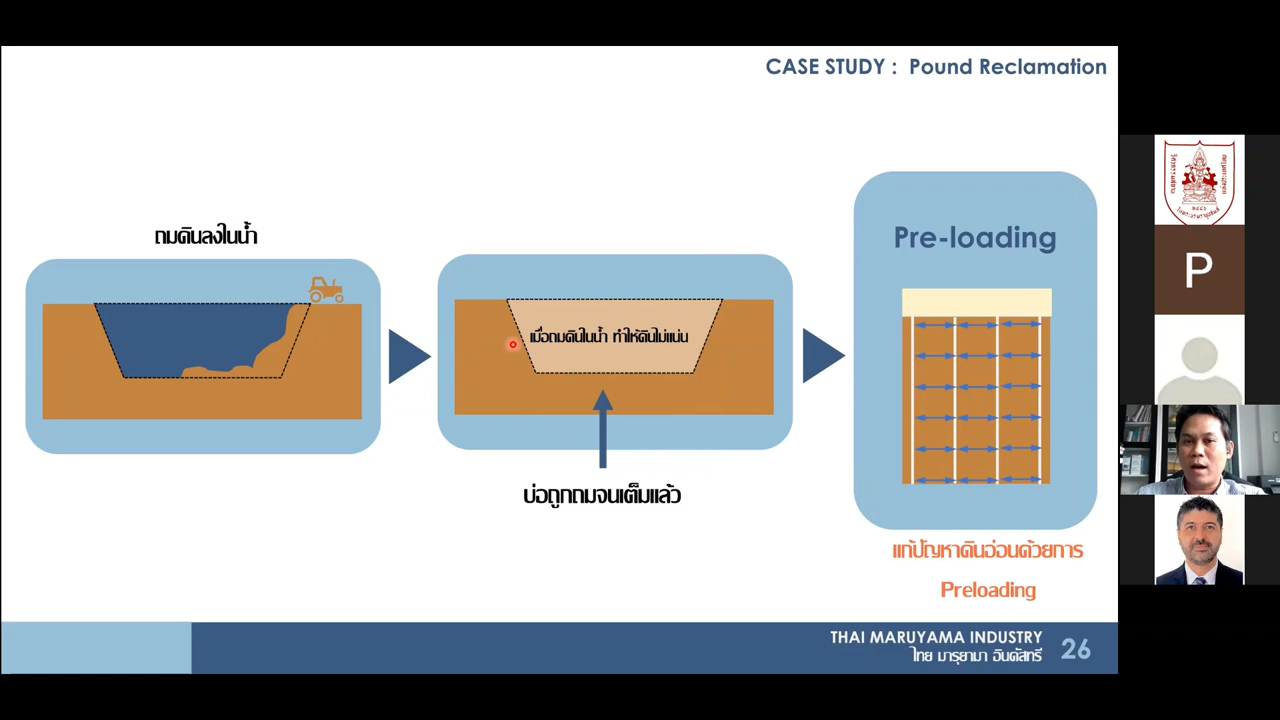 CASE STUDY : Pound Reclamation
ถมดินลงในน้ำ
เมื่อถมดินในน้ำ ทำให้ดินไม่แน่น
บ่อถูกถมจนเต็มแล้ว
Pre-loading
แก้ปัญหาดินอ่อนด้วยการ
Preloading
THAI MARUYAMA INDUSTRY
ไทย มารุยามา อินดัสทรี
26
P